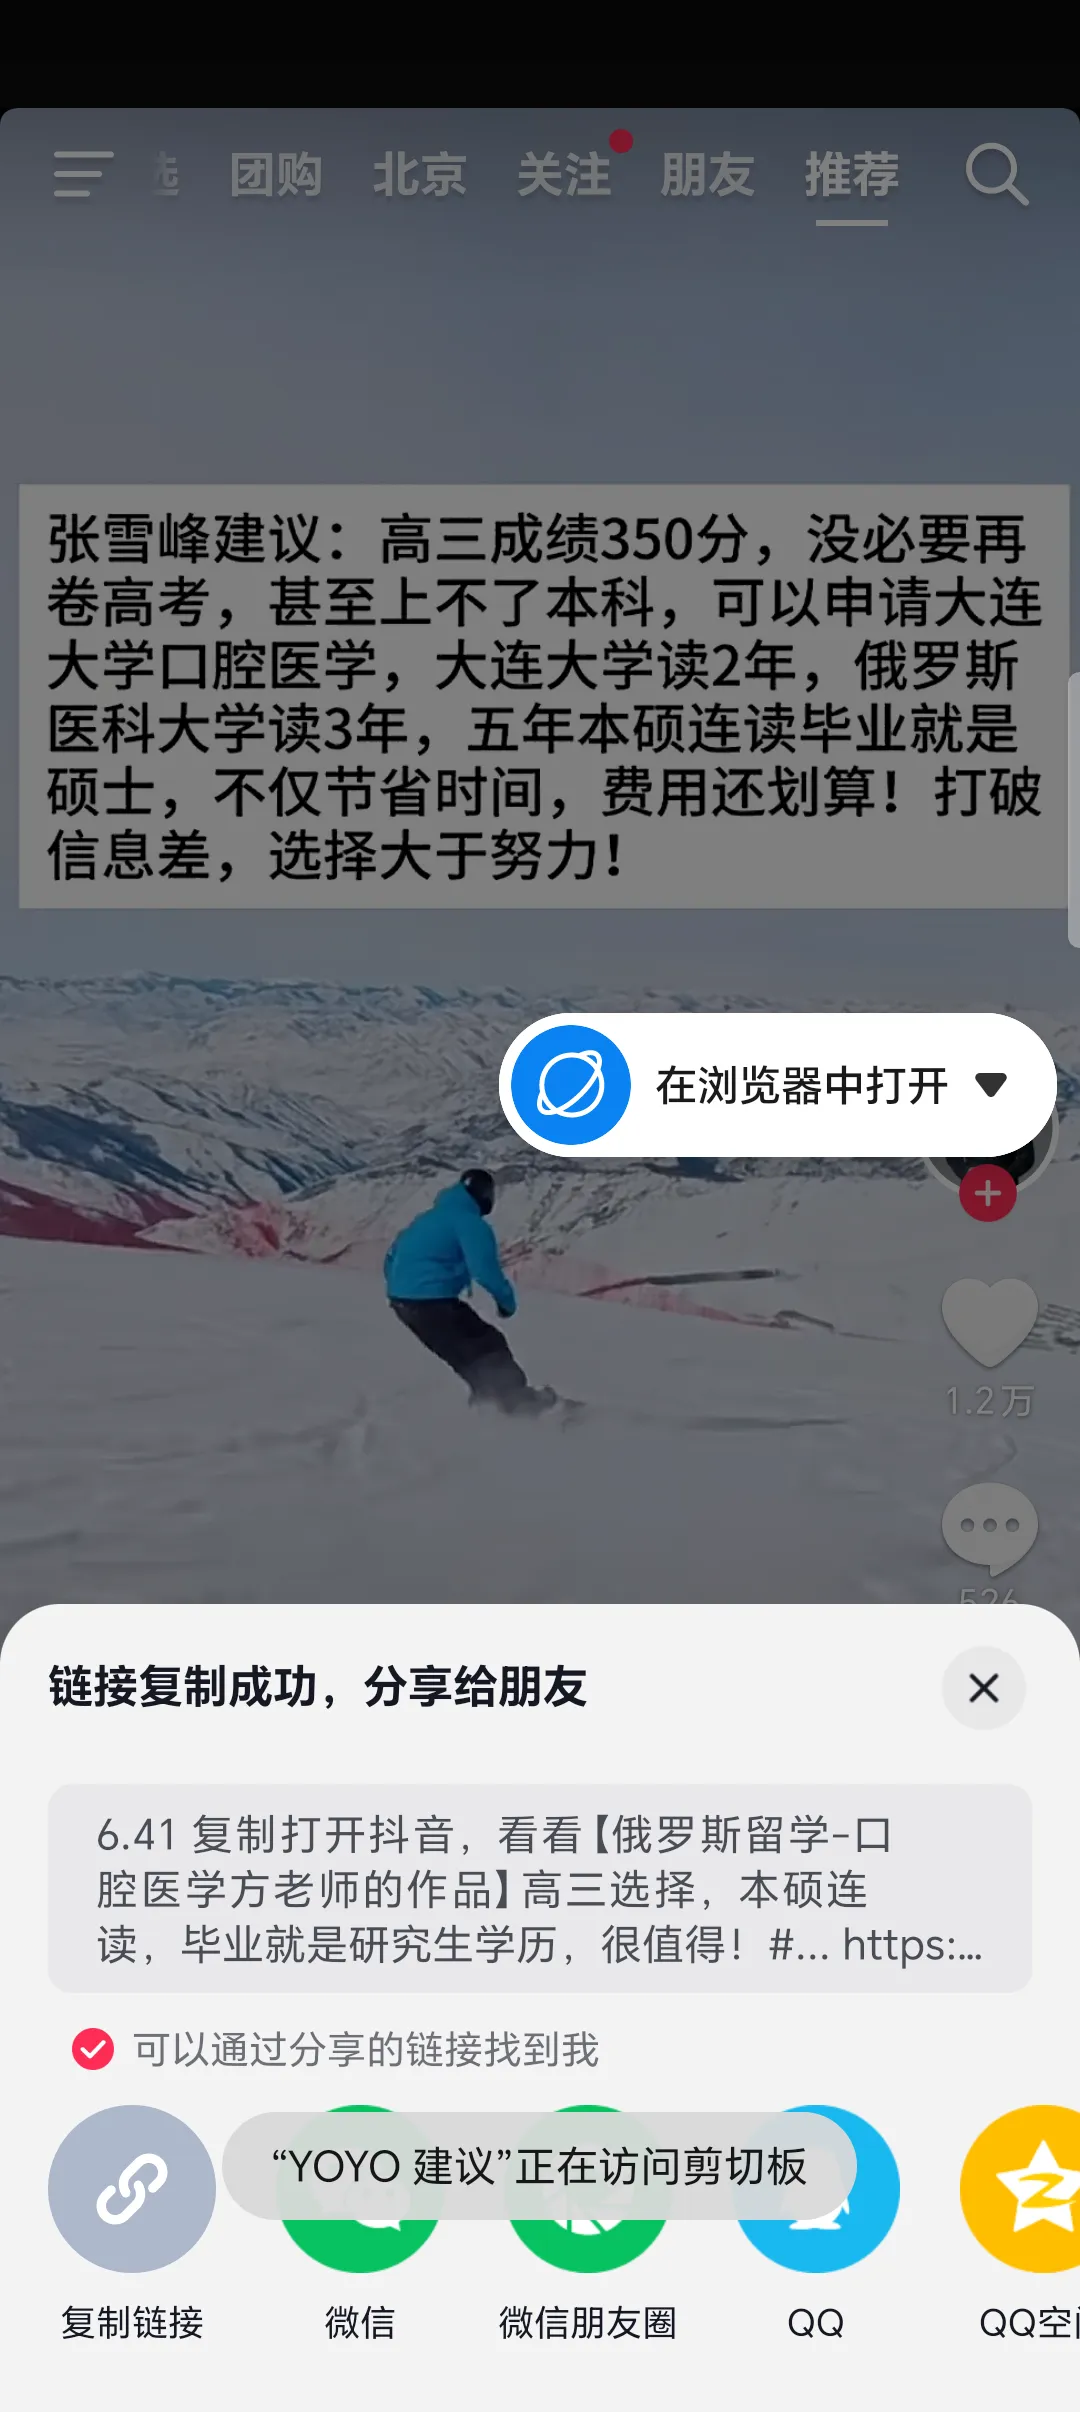 团购 北京 关注 朋友 推荐
张雪峰建议：高三成绩350分，没必要再
卷高考，甚至上不了本科，可以申请大连
大学口腔医学，大连大学读2年，俄罗斯
医科大学读3年，五年本硕连读毕业就是
硕士，不仅节省时间，费用还划算！打破
信息差，选择大于努力！
在浏览器中打开
1.2万
526
链接复制成功，分享给朋友
6.41 复制打开抖音，看看【俄罗斯留学-口
腔医学方老师的作品】高三选择，本硕连
读，毕业就是研究生学历，很值得！#... https:...
可以通过分享的链接找到我
“YOYO 建议”正在访问剪切板
复制链接 微信 微信朋友圈 QQ QQ空